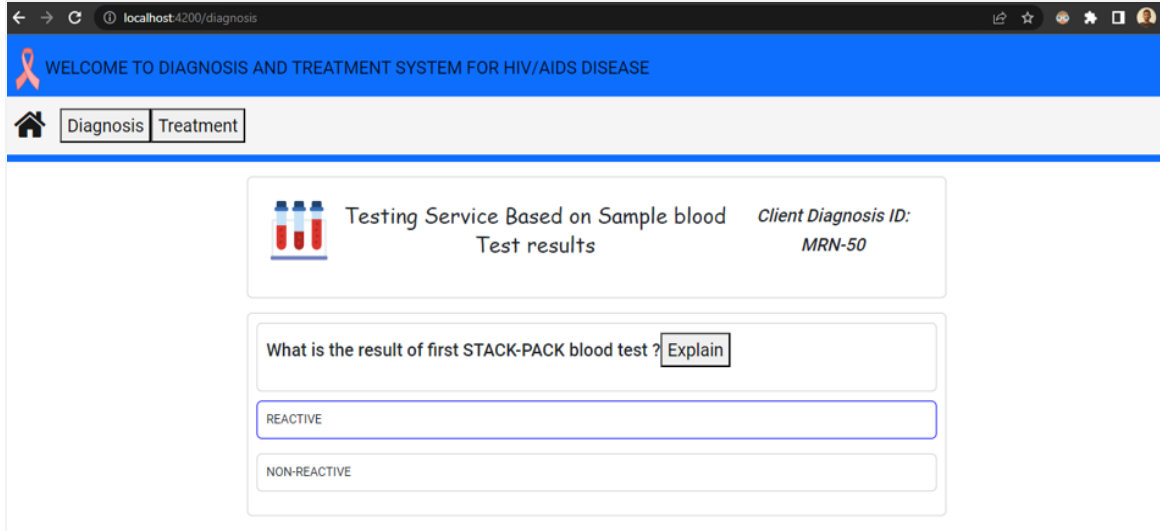 localhost:4200/diagnosis
WELCOME TO DIAGNOSIS AND TREATMENT SYSTEM FOR HIV/AIDS DISEASE
Diagnosis Treatment
Testing Service Based on Sample blood
Test results
Client Diagnosis ID:
MRN-50
What is the result of first STACK-PACK blood test ? Explain
REACTIVE
NON-REACTIVE